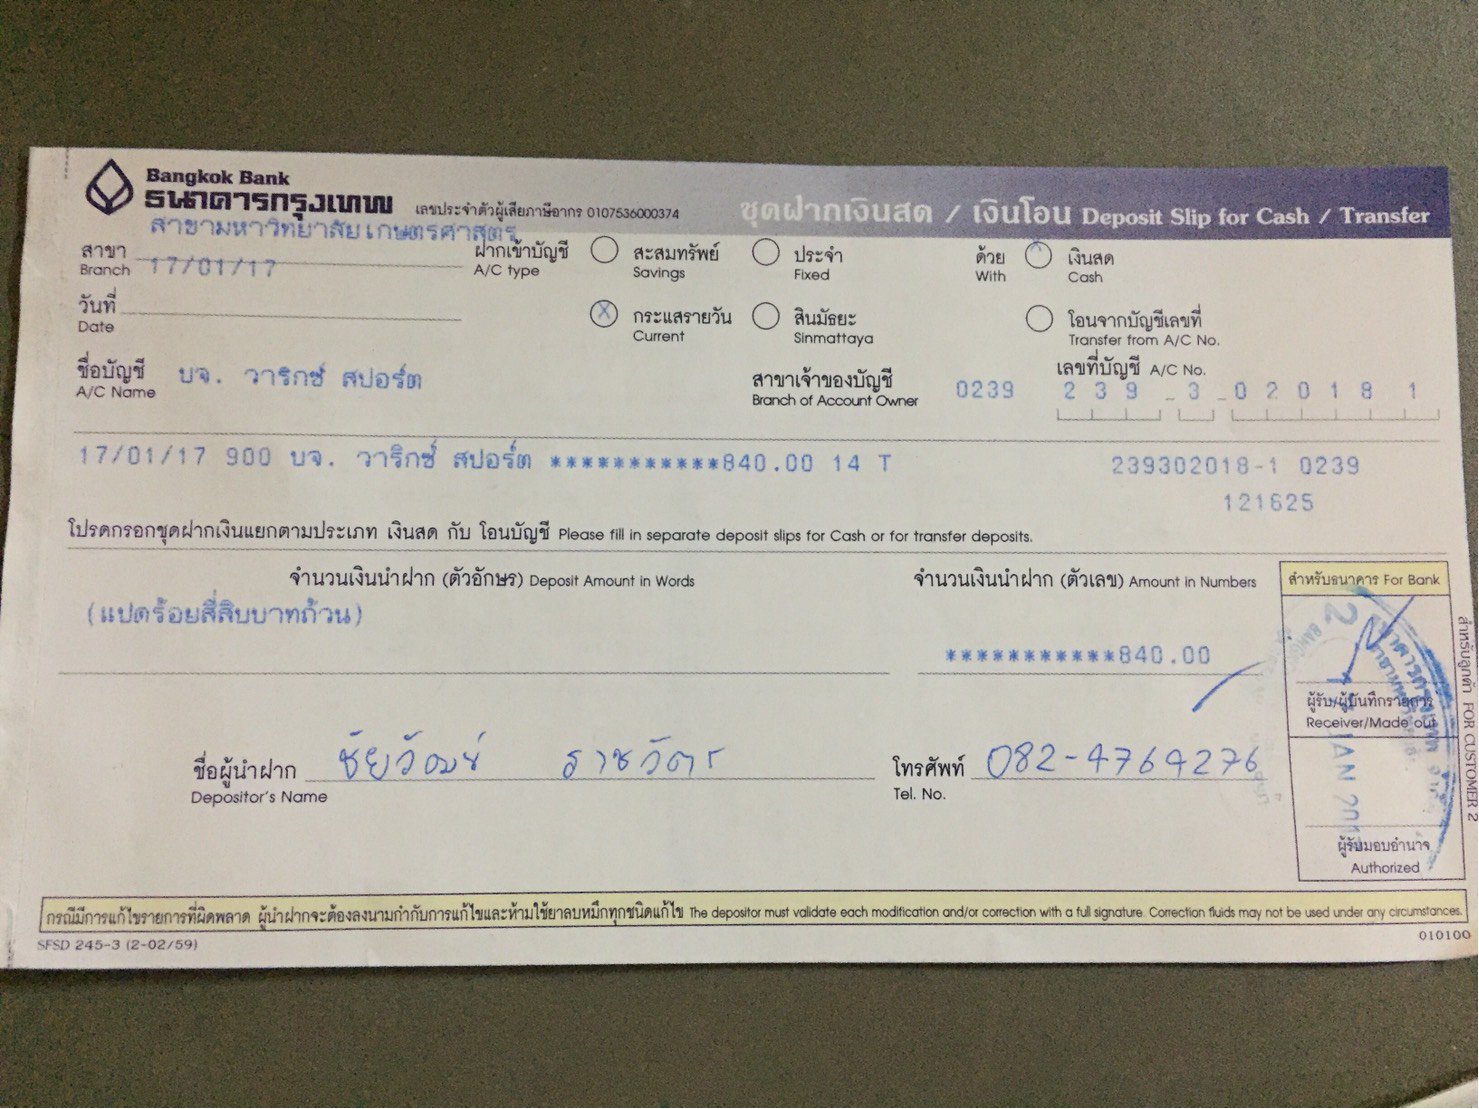 Bangkok Bank
ธนาคารกรุงเทพ เลขประจำตัวผู้เสียภาษีอากร 0107536000374 ชุดฝากเงินสด / เงินโอน Deposit Slip for Cash / Transfer
สาขามหาวิทยาลัยเกษตรศาสตร
สาขา ฝากเข้าบัญชี สะสมทรัพย์ ประจำ ด้วย เงินสด
Branch 17/01/17 A/C type Savings Fixed With Cash
วันที่ X กระแสรายวัน สินมัธยะ โอนจากบัญชีเลขที่
Date Current Sinmattaya Transfer from A/C No.
ชื่อบัญชี บจ. วาริกซ์ สปอร์ต สาขาเจ้าของบัญชี เลขที่บัญชี A/C No.
A/C Name Branch of Account Owner 0239 239-3-02018 1
17/01/17 900 บจ. วาริกซ์ สปอร์ต ***********840.00 14 T 239302018-1 0239
121625
โปรดกรอกชุดฝากเงินแยกตามประเภท เงินสด กับ โอนบัญชี Please fill in separate deposit slips for Cash or for transfer deposits.
จำนวนเงินนำฝาก (ตัวอักษร) Deposit Amount in Words จำนวนเงินนำฝาก (ตัวเลข) Amount in Numbers สำหรับธนาคาร For Bank
(แปดร้อยสี่สิบบาทถ้วน)
***********840.00
ผู้รับ/ผู้บันทึกรายการ
Receiver/Made out
ชื่อผู้นำฝาก ชัยวัฒน์ ราชวัตร โทรศัพท์ 082-4764276
Depositor's Name Tel. No.
ผู้รับมอบอำนาจ
Authorized
สำหรับลูกค้า FOR CUSTOMER 2
กรณีมีการแก้ไขรายการที่ผิดพลาด ผู้นำฝากจะต้องลงนามกำกับการแก้ไขและห้ามใช้ยาลบหมึกทุกชนิดแก้ไข The depositor must validate each modification and/or correction with a full signature. Correction fluids may not be used under any circumstances.
SFSD 245-3 (2-02/59) 010100